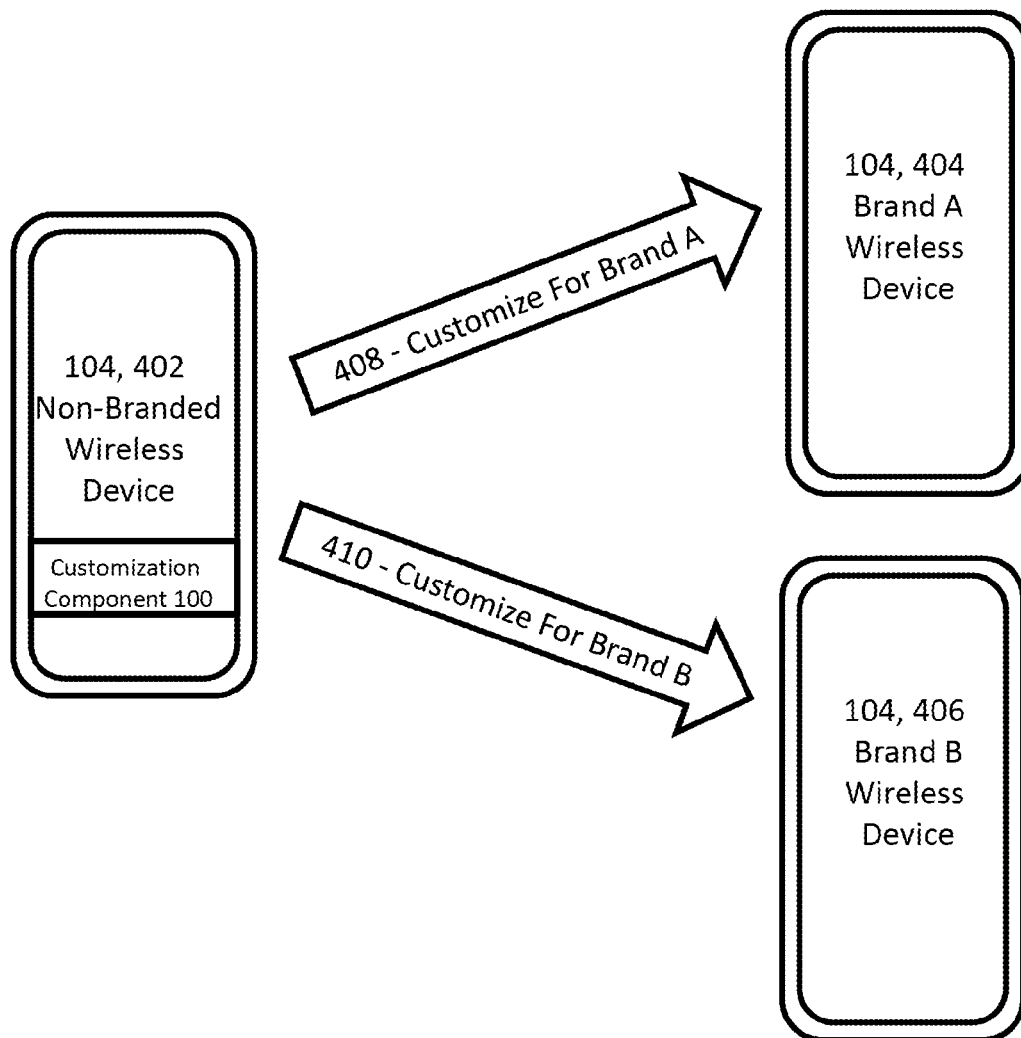 104, 402
Non-Branded
Wireless
Device
Customization
Component 100
408 - Customize For Brand A
410 - Customize For Brand B
104, 404
Brand A
Wireless
Device
104, 406
Brand B
Wireless
Device